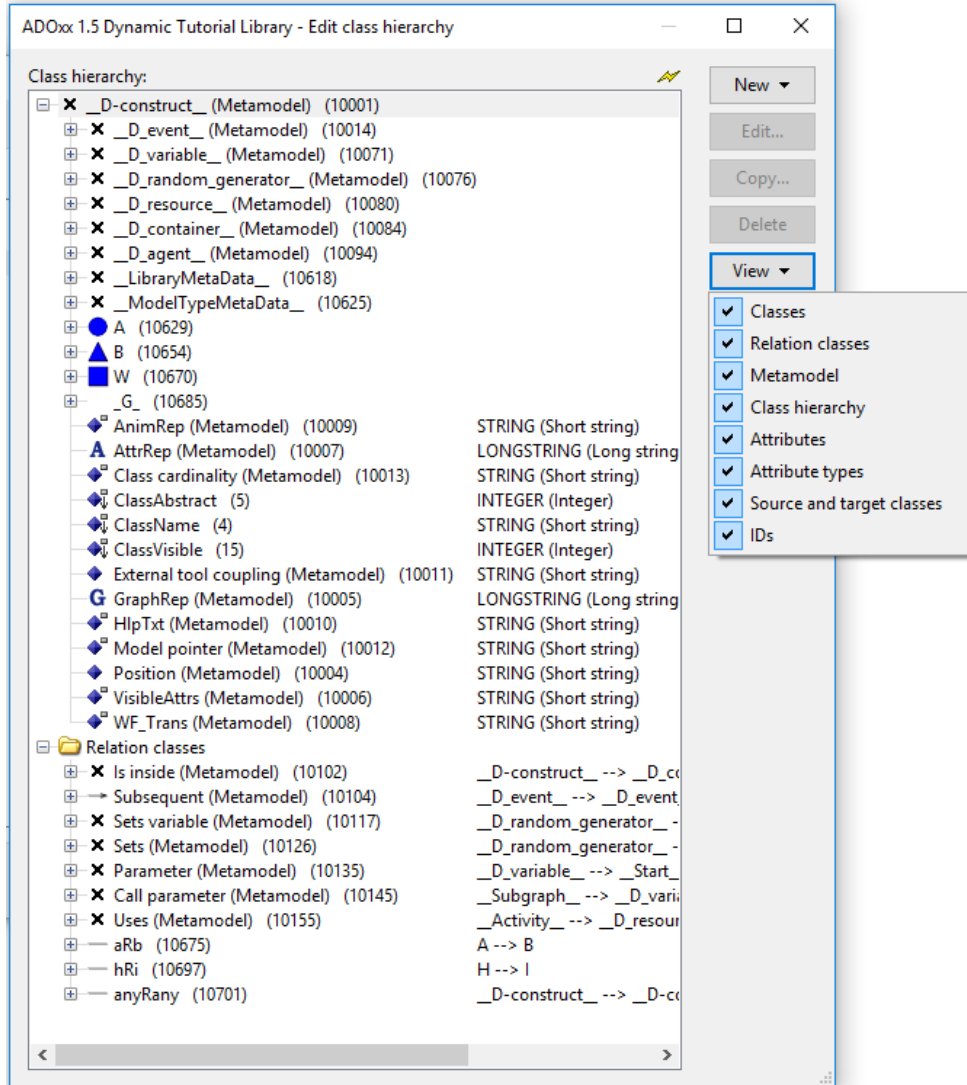 ADOxx 1.5 Dynamic Tutorial Library - Edit class hierarchy
Class hierarchy:
New
__D-construct__ (Metamodel) (10001)
__D_event__ (Metamodel) (10014)
Edit...
__D_variable__ (Metamodel) (10071)
__D_random_generator__ (Metamodel) (10076)
Copy...
__D_resource__ (Metamodel) (10080)
__D_container__ (Metamodel) (10084)
Delete
__D_agent__ (Metamodel) (10094)
__LibraryMetaData__ (10618)
View
__ModelTypeMetaData__ (10625)
A (10629)
B (10654)
W (10670)
_G_ (10685)
Classes
Relation classes
Metamodel
Class hierarchy
Attributes
Attribute types
Source and target classes
IDs
AnimRep (Metamodel) (10009) STRING (Short string)
A AttrRep (Metamodel) (10007) LONGSTRING (Long string
Class cardinality (Metamodel) (10013) STRING (Short string)
ClassAbstract (5) INTEGER (Integer)
ClassName (4) STRING (Short string)
ClassVisible (15) INTEGER (Integer)
External tool coupling (Metamodel) (10011) STRING (Short string)
G GraphRep (Metamodel) (10005) LONGSTRING (Long string
HlpTxt (Metamodel) (10010) STRING (Short string)
Model pointer (Metamodel) (10012) STRING (Short string)
Position (Metamodel) (10004) STRING (Short string)
VisibleAttrs (Metamodel) (10006) STRING (Short string)
WF_Trans (Metamodel) (10008) STRING (Short string)
Relation classes
Is inside (Metamodel) (10102) __D-construct__ --> __D_co
Subsequent (Metamodel) (10104) __D_event__ --> __D_event_
Sets variable (Metamodel) (10117) __D_random_generator__ -
Sets (Metamodel) (10126) __D_random_generator__ -
Parameter (Metamodel) (10135) __D_variable__ --> __Start_
Call parameter (Metamodel) (10145) __Subgraph__ --> __D_varia
Uses (Metamodel) (10155) __Activity__ --> __D_resour
aRb (10675) A --> B
hRi (10697) H --> I
anyRany (10701) __D-construct__ --> __D-co